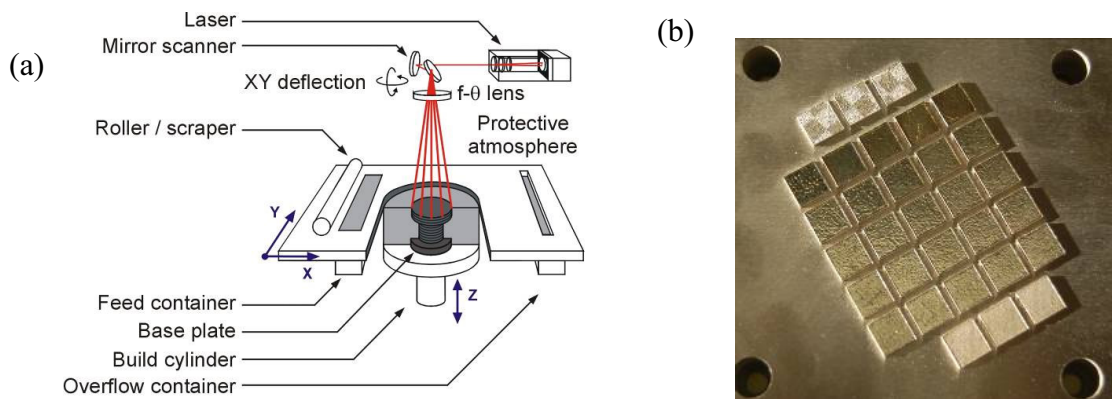 (a)
Laser
Mirror scanner
XY deflection
f-θ lens
Roller / scraper
Protective
atmosphere
Y
X
Z
Feed container
Base plate
Build cylinder
Overflow container
(b)